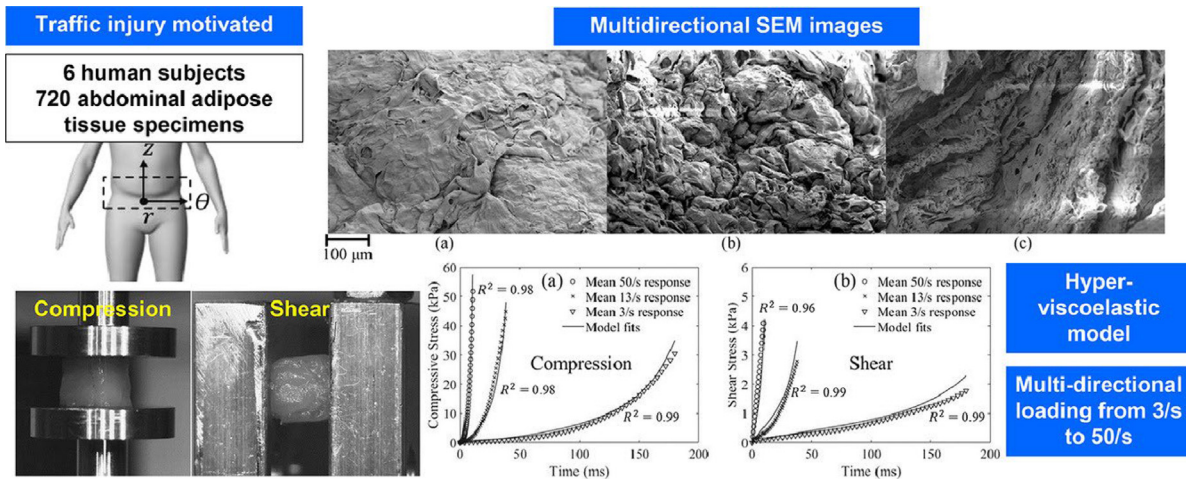 Traffic injury motivated
6 human subjects
720 abdominal adipose
tissue specimens
z
θ
r
Compression
Shear
Multidirectional SEM images
(a)
(b)
(c)
100 μm
(a)
60
50
40
30
20
10
0
Compressive Stress (kPa)
R² = 0.98
Mean 50/s response
Mean 13/s response
Mean 3/s response
Model fits
Compression
R² = 0.98
R² = 0.99
0
50
100
150
200
Time (ms)
(b)
6
5
4
3
2
1
0
Shear Stress (kPa)
Mean 50/s response
Mean 13/s response
Mean 3/s response
Model fits
R² = 0.96
Shear
R² = 0.99
R² = 0.99
0
50
100
150
200
Time (ms)
Hyper-
viscoelastic
model
Multi-directional
loading from 3/s
to 50/s